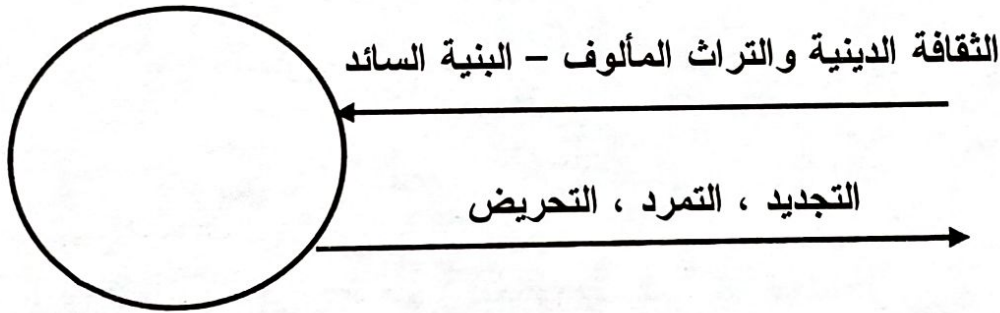 الثقافة الدينية والتراث المألوف – البنية السائد
التجديد ، التمرد ، التحريض